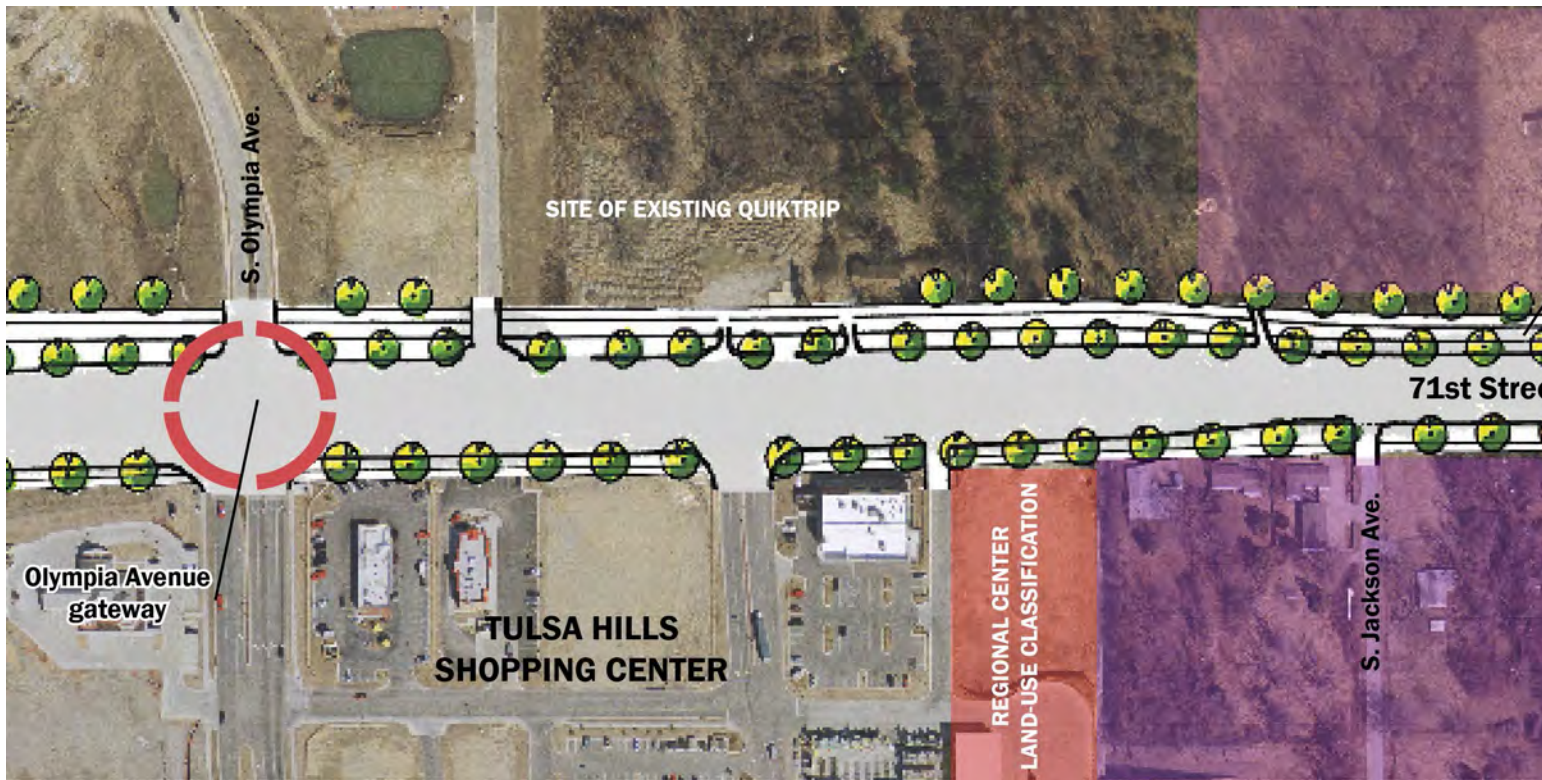 S. Olympia Ave.
SITE OF EXISTING QUIKTRIP
71st Stree
Olympia Avenue
gateway
TULSA HILLS
SHOPPING CENTER
REGIONAL CENTER
LAND-USE CLASSIFICATION
S. Jackson Ave.